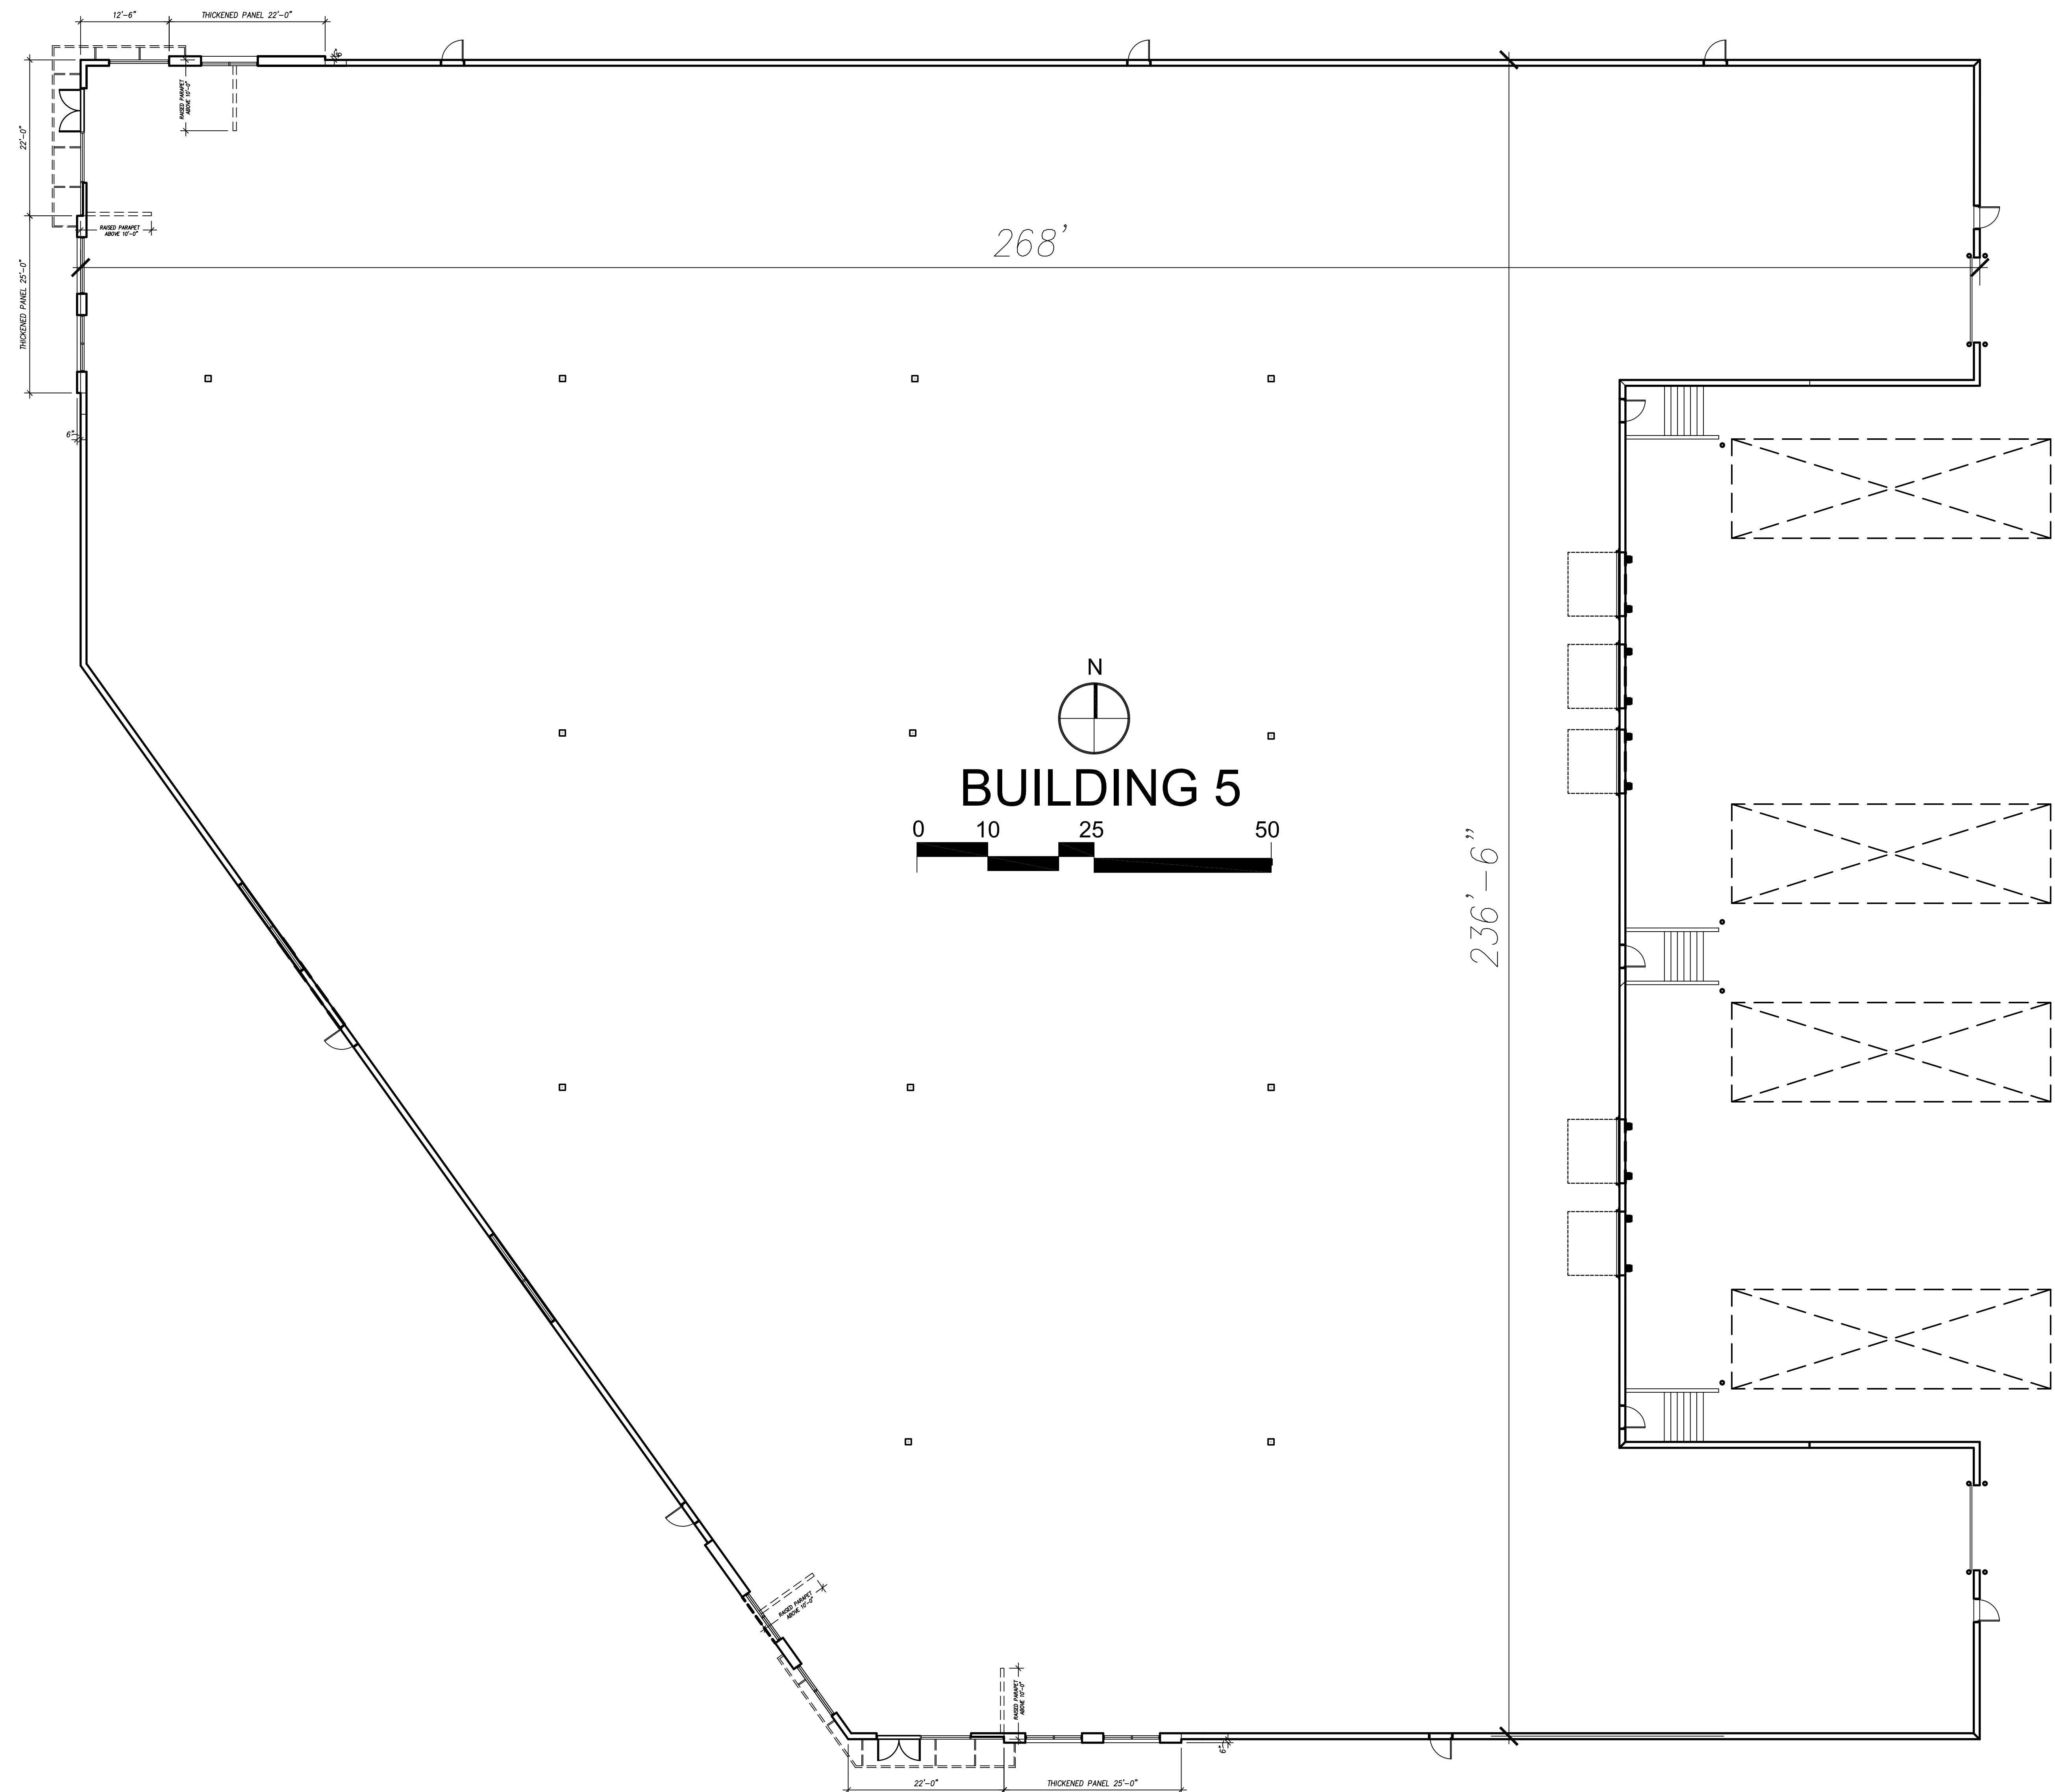 12'-6"
THICKENED PANEL 22'-0"
6"
RAISED PARAPET
ABOVE 10'-0"
22'-0"
RAISED PARAPET
ABOVE 10'-0"
268'
THICKENED PANEL 25'-0"
6"
N
BUILDING 5
0 10 25 50
236'-6"
RAISED PARAPET
ABOVE 10'-0"
RAISED PARAPET
ABOVE 10'-0"
6"
22'-0"
THICKENED PANEL 25'-0"